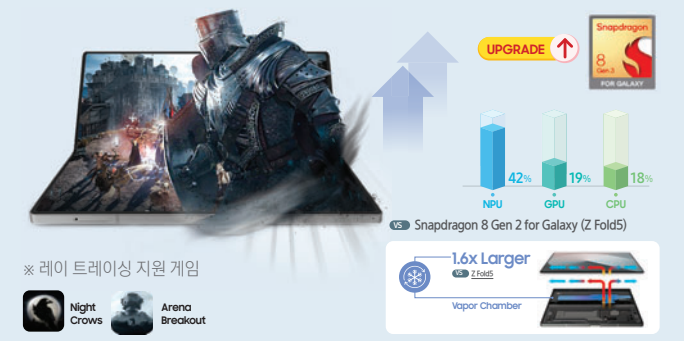 UPGRADE
Snapdragon
8
Gen 3
FOR GALAXY
42%
19%
18%
NPU
GPU
CPU
VS Snapdragon 8 Gen 2 for Galaxy (Z Fold5)
※ 레이 트레이싱 지원 게임
Night
Crows
Arena
Breakout
1.6x Larger
VS Z Fold5
Vapor Chamber